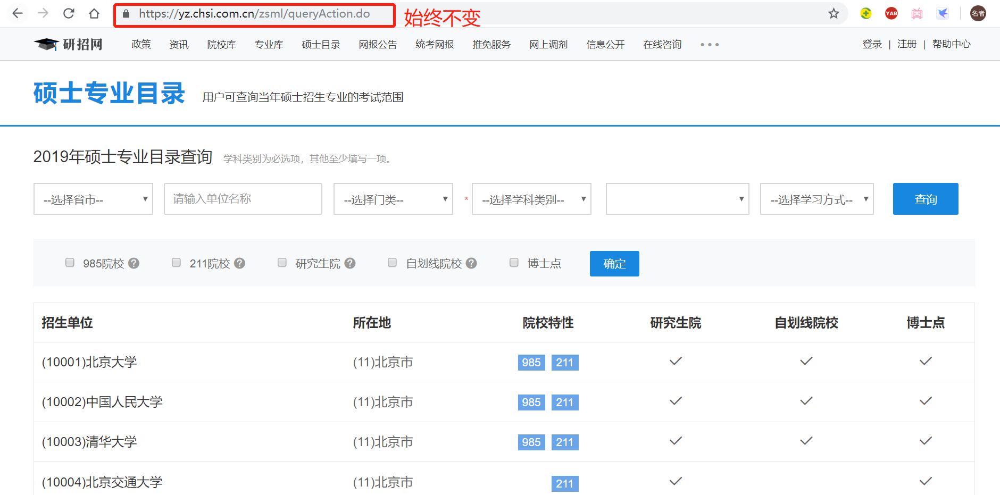 https://yz.chsi.com.cn/zsml/queryAction.do 始终不变
YAB 名者
研招网 政策 资讯 院校库 专业库 硕士目录 网报公告 统考网报 推免服务 网上调剂 信息公开 在线咨询 ••• 登录 | 注册 | 帮助中心
硕士专业目录 用户可查询当年硕士招生专业的考试范围
2019年硕士专业目录查询 学科类别为必选项，其他至少填写一项。
--选择省市-- 请输入单位名称 --选择门类-- * --选择学科类别-- --选择学习方式-- 查询
985院校 ? 211院校 ? 研究生院 ? 自划线院校 ? 博士点 确定
招生单位 所在地 院校特性 研究生院 自划线院校 博士点
(10001)北京大学 (11)北京市 985 211 ✓ ✓ ✓
(10002)中国人民大学 (11)北京市 985 211 ✓ ✓ ✓
(10003)清华大学 (11)北京市 985 211 ✓ ✓ ✓
(10004)北京交通大学 (11)北京市 211 ✓ ✓